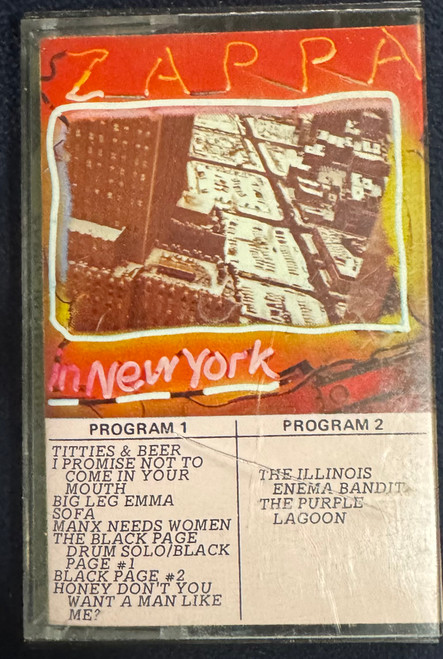 ZAPPA
in NEW YORK
PROGRAM 1
TITTIES & BEER
I PROMISE NOT TO
COME IN YOUR
MOUTH
BIG LEG EMMA
SOFA
MANX NEEDS WOMEN
THE BLACK PAGE
DRUM SOLO/BLACK
PAGE #1
BLACK PAGE #2
HONEY DON'T YOU
WANT A MAN LIKE
ME?
PROGRAM 2
THE ILLINOIS
ENEMA BANDIT
THE PURPLE
LAGOON